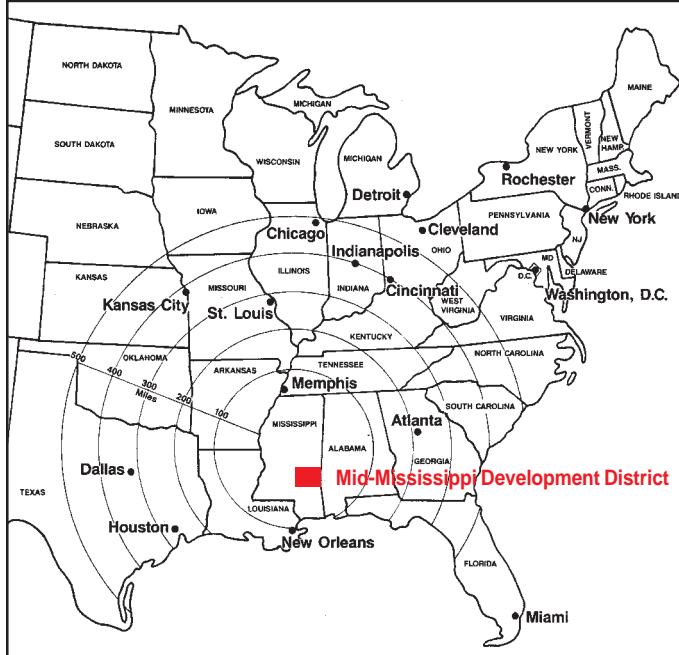 MAINE
NORTH DAKOTA
MINNESOTA
MICHIGAN
VERMONT
NEW
HAMP.
SOUTH DAKOTA
WISCONSIN
MICHIGAN
NEW YORK
MASS.
Rochester
CONN.
RHODE ISLAND
Detroit
NEBRASKA
IOWA
PENNSYLVANIA
New York
Chicago
Cleveland
NJ
OHIO
Indianapolis
MD
KANSAS
ILLINOIS
INDIANA
D.C.
DELAWARE
Kansas City
MISSOURI
St. Louis
Cincinnati
WEST
VIRGINIA
Washington, D.C.
VIRGINIA
KENTUCKY
500
OKLAHOMA
NORTH CAROLINA
TENNESSEE
400
ARKANSAS
300
Miles
Memphis
200
100
SOUTH CAROLINA
MISSISSIPPI
ALABAMA
Atlanta
GEORGIA
Dallas
Mid-Mississippi Development District
TEXAS
LOUISIANA
Houston
New Orleans
FLORIDA
Miami